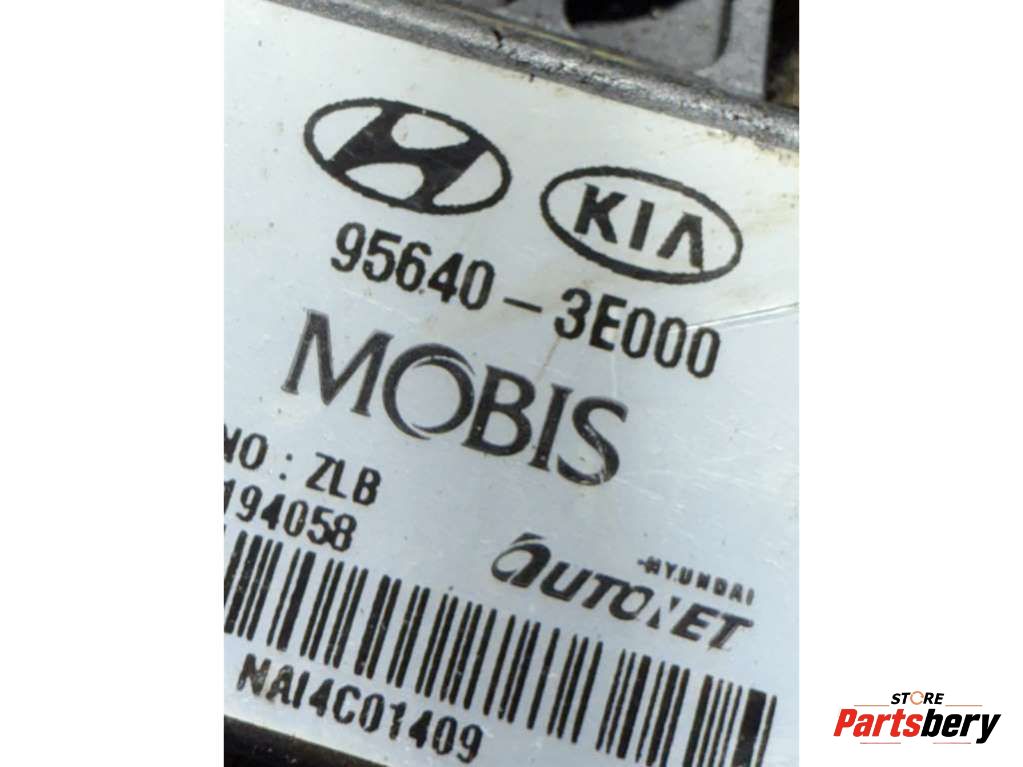 KIA
95640-3E000
MOBIS
NO : ZLB
194058
HYUNDAI
AUTONET
NAI4C01409
STORE
Partsbery